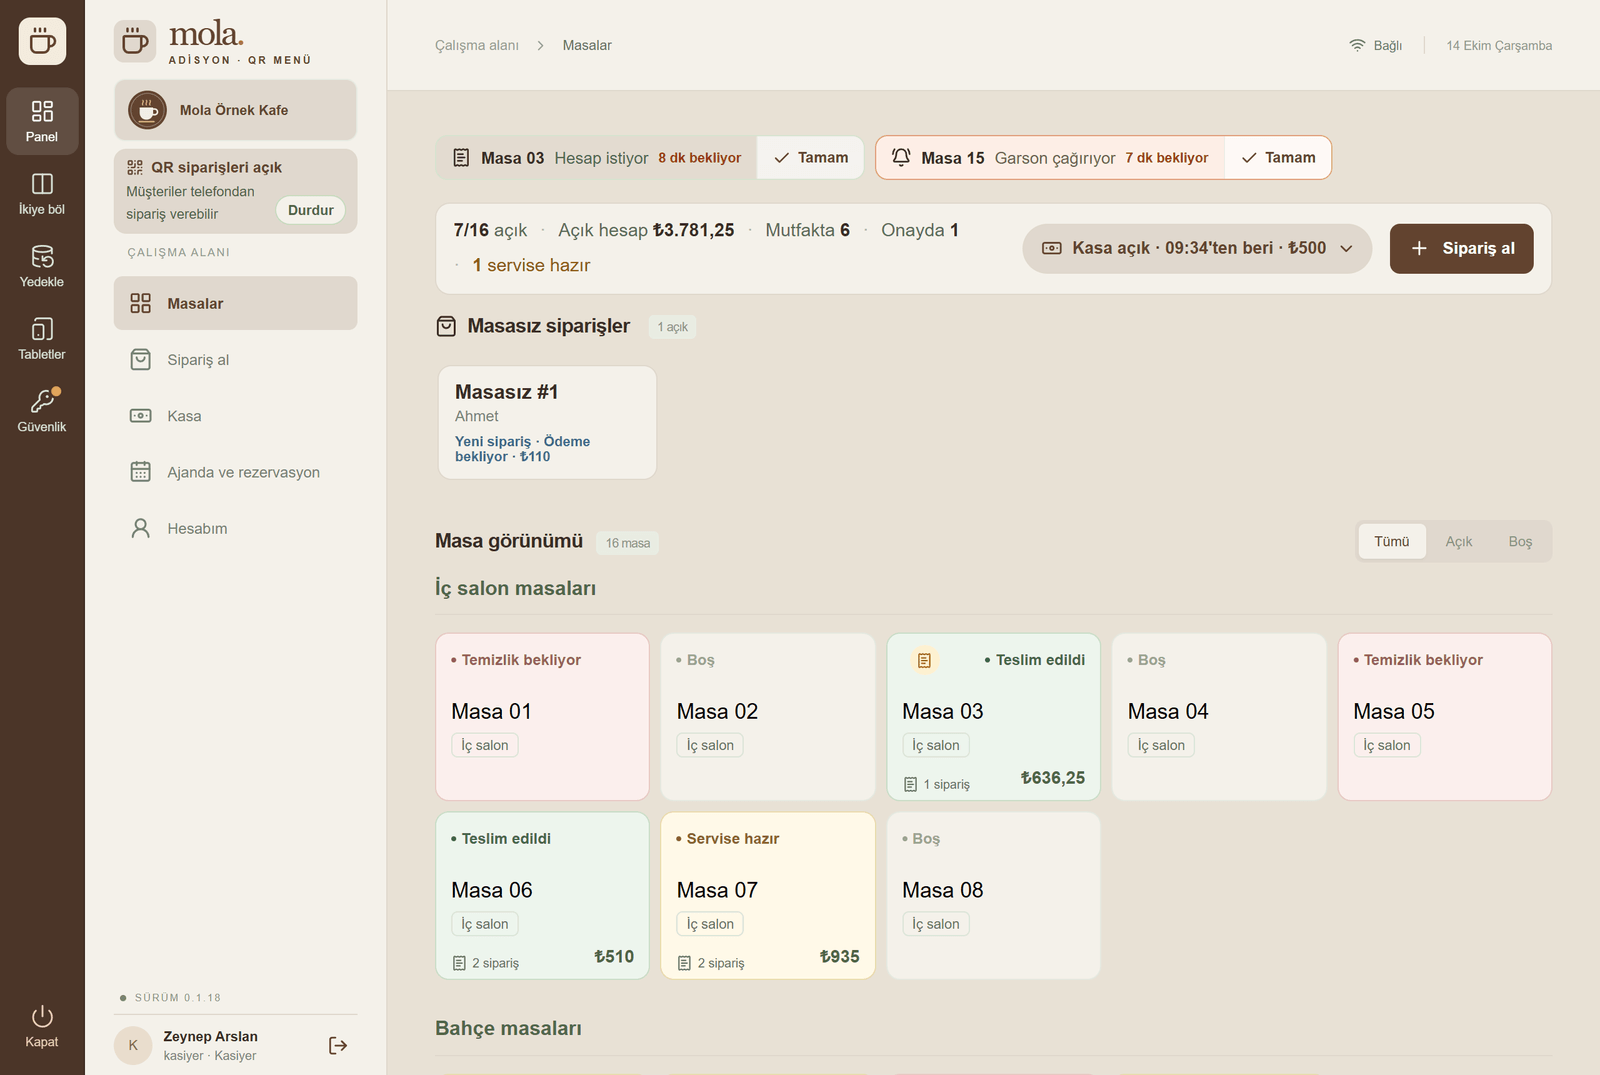 Panel
İkiye böl
Yedekle
Tabletler
Güvenlik
Kapat
mola.
ADİSYON · QR MENÜ
Mola Örnek Kafe
QR siparişleri açık
Müşteriler telefondan
sipariş verebilir
Durdur
ÇALIŞMA ALANI
Masalar
Sipariş al
Kasa
Ajanda ve rezervasyon
Hesabım
SÜRÜM 0.1.18
K
Zeynep Arslan
kasiyer · Kasiyer
Çalışma alanı > Masalar
Bağlı
14 Ekim Çarşamba
Masa 03 Hesap istiyor 8 dk bekliyor Tamam
Masa 15 Garson çağırıyor 7 dk bekliyor Tamam
7/16 açık · Açık hesap ₺3.781,25 · Mutfakta 6 · Onayda 1
· 1 servise hazır
Kasa açık · 09:34'ten beri · ₺500
Sipariş al
Masasız siparişler 1 açık
Masasız #1
Ahmet
Yeni sipariş · Ödeme
bekliyor · ₺110
Masa görünümü 16 masa
Tümü Açık Boş
İç salon masaları
Temizlik bekliyor
Masa 01
İç salon
Boş
Masa 02
İç salon
Teslim edildi
Masa 03
İç salon
1 sipariş ₺636,25
Boş
Masa 04
İç salon
Temizlik bekliyor
Masa 05
İç salon
Teslim edildi
Masa 06
İç salon
2 sipariş ₺510
Servise hazır
Masa 07
İç salon
2 sipariş ₺935
Boş
Masa 08
İç salon
Bahçe masaları